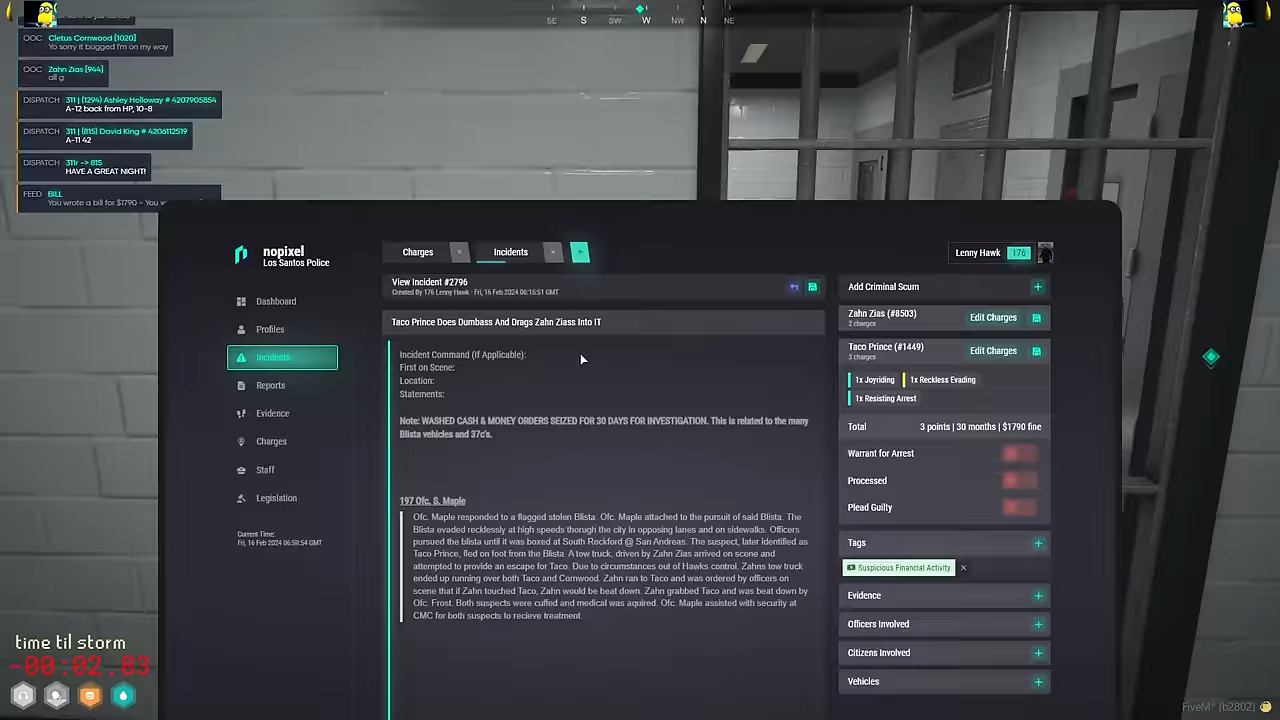 SE S SW W NW N NE
OOC Cletus Cornwood [1020]
Yo sorry it bugged I'm on my way
OOC Zahn Zias [944]
all g
DISPATCH 311 | (1294) Ashley Holloway # 4207905854
A-12 back from HP, 10-8
DISPATCH 311 | (815) David King # 4206112519
A-11 42
DISPATCH 311r -> 815
HAVE A GREAT NIGHT!
FEED BILL
You wrote a bill for $1790 - You w
nopixel
Los Santos Police
Dashboard
Profiles
Incidents
Reports
Evidence
Charges
Staff
Legislation
Current Time:
Fri, 16 Feb 2024 06:59:54 GMT
Charges × Incidents × +
Lenny Hawk 176
View Incident #2796
Created By 176 Lenny Hawk · Fri, 16 Feb 2024 06:15:51 GMT
Taco Prince Does Dumbass And Drags Zahn Ziass Into IT
Incident Command (If Applicable):
First on Scene:
Location:
Statements:
Note: WASHED CASH & MONEY ORDERS SEIZED FOR 30 DAYS FOR INVESTIGATION. This is related to the many
Blista vehicles and 37c's.
197 Ofc. S. Maple
Ofc. Maple responded to a flagged stolen Blista. Ofc. Maple attached to the pursuit of said Blista. The
Blista evaded recklessly at high speeds thorugh the city in opposing lanes and on sidewalks. Officers
pursued the blista until it was boxed at South Rockford @ San Andreas. The suspect, later identified as
Taco Prince, fled on foot from the Blista. A tow truck, driven by Zahn Zias arrived on scene and
attempted to provide an escape for Taco. Due to circumstances out of Hawks control, Zahns tow truck
ended up running over both Taco and Cornwood. Zahn ran to Taco and was ordered by officers on
scene that if Zahn touched Taco, Zahn would be beat down. Zahn grabbed Taco and was beat down by
Ofc. Frost. Both suspects were cuffed and medical was aquired. Ofc. Maple assisted with security at
CMC for both suspects to recieve treatment.
Add Criminal Scum +
Zahn Zias (#8503)
2 charges
Edit Charges
Taco Prince (#1449)
3 charges
Edit Charges
1x Joyriding 1x Reckless Evading
1x Resisting Arrest
Total 3 points | 30 months | $1790 fine
Warrant for Arrest
Processed
Plead Guilty
Tags +
Suspicious Financial Activity ×
Evidence +
Officers Involved +
Citizens Involved +
Vehicles +
time til storm
-00:02.83
FiveM* (b2802)